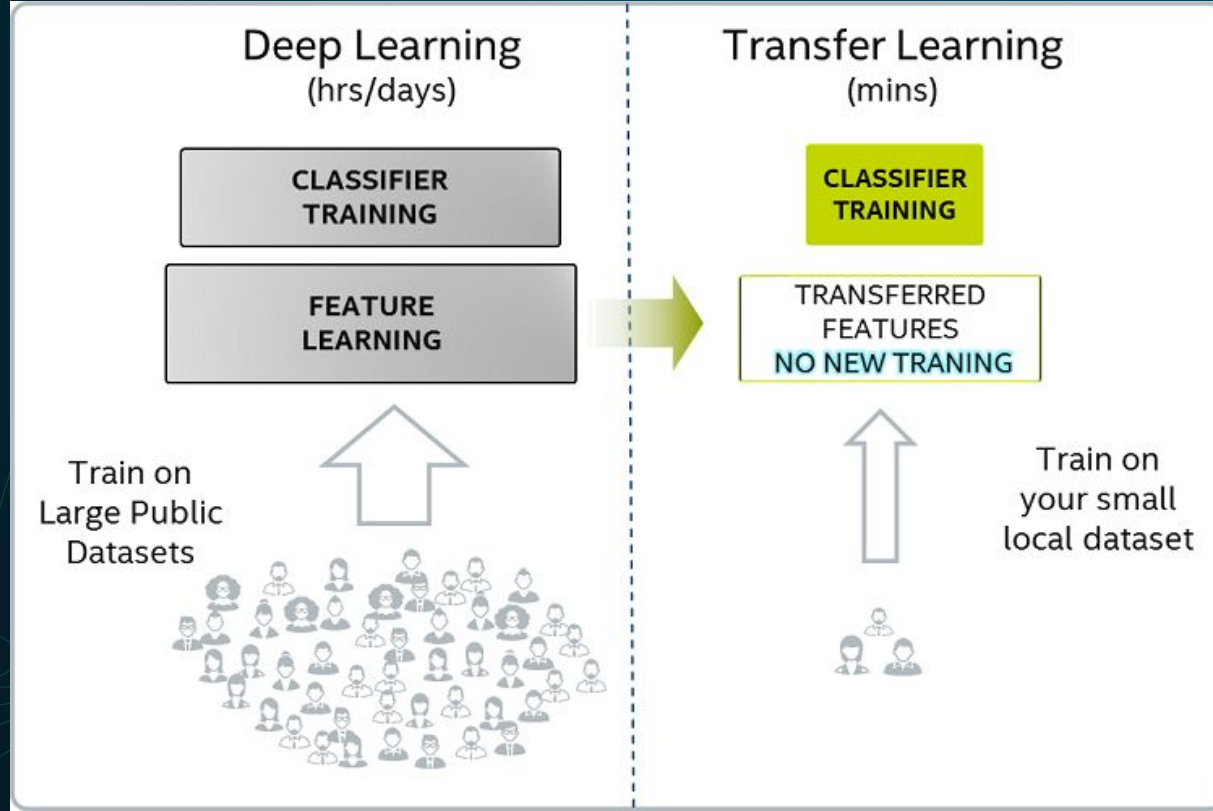 Deep Learning
(hrs/days)
CLASSIFIER
TRAINING
FEATURE
LEARNING
Train on
Large Public
Datasets
Transfer Learning
(mins)
CLASSIFIER
TRAINING
TRANSFERRED
FEATURES
NO NEW TRANING
Train on
your small
local dataset